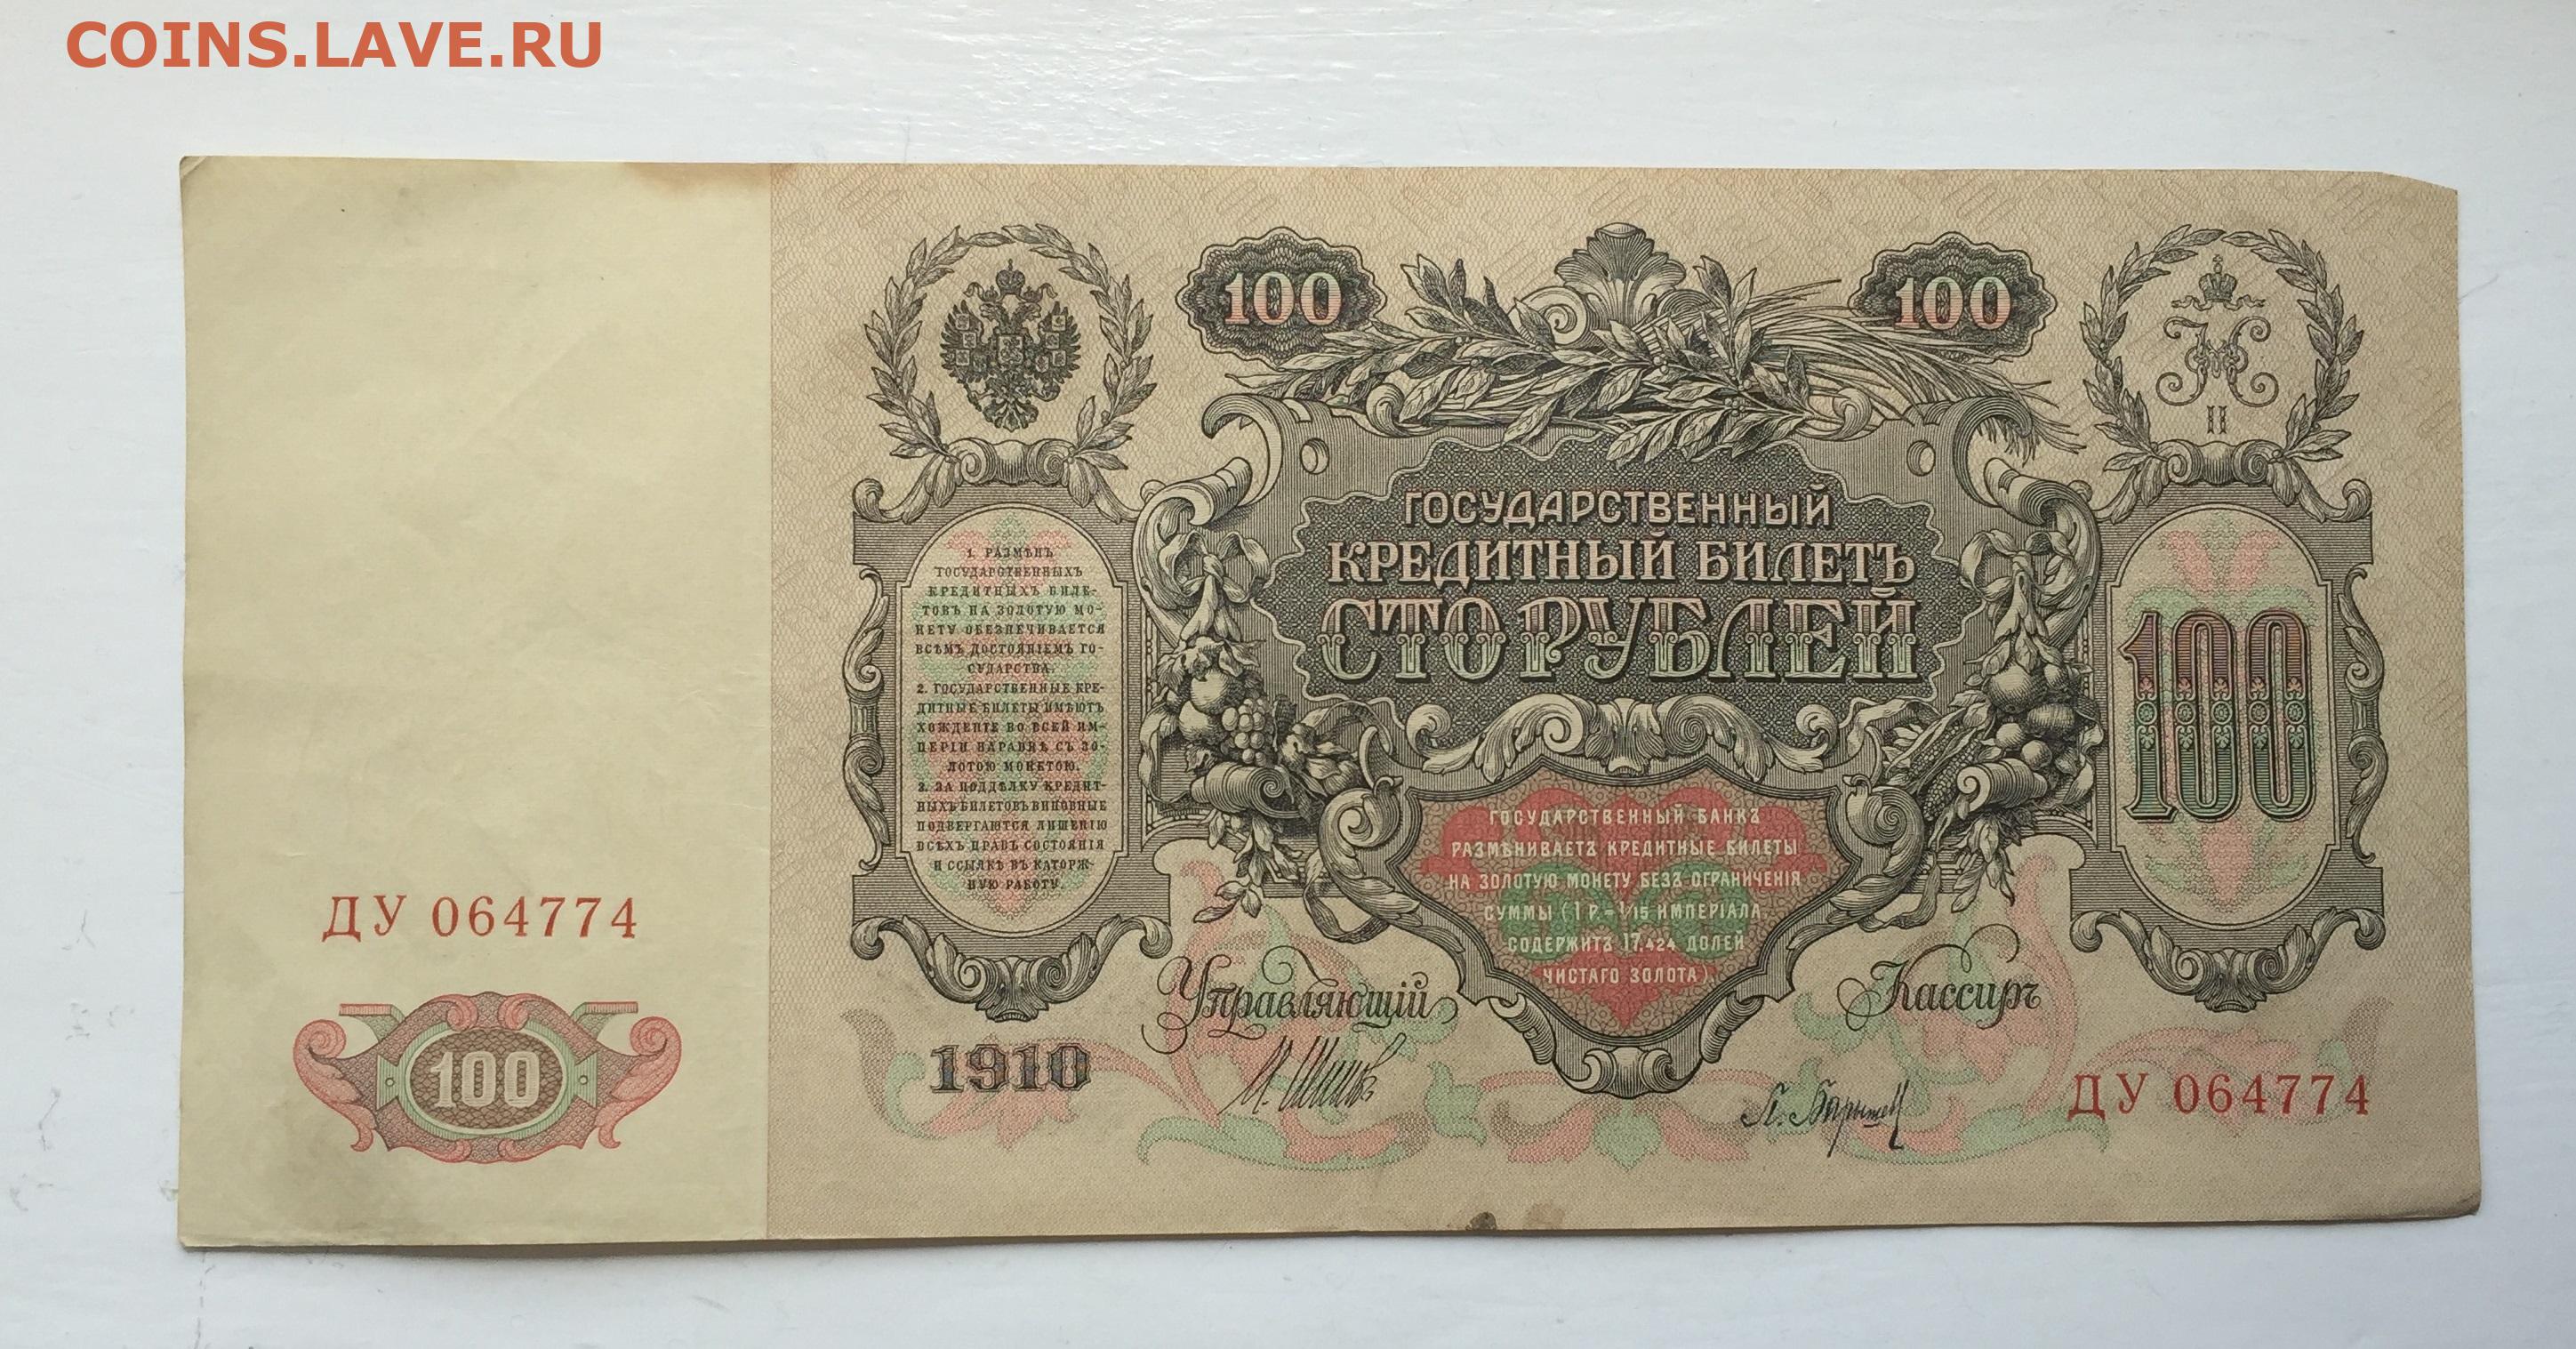 COINS.LAVE.RU
100
100
II
ГОСУДАРСТВЕННЫЙ
КРЕДИТНЫЙ БИЛЕТЪ
СТО РУБЛЕЙ
1. РАЗМѢНЪ
ГОСУДАРСТВЕННЫХЪ
КРЕДИТНЫХЪ БИЛЕ-
ТОВЪ НА ЗОЛОТУЮ МО-
НЕТУ ОБЕЗПЕЧИВАЕТСЯ
ВСѢМЪ ДОСТОЯНІЕМЪ ГО-
СУДАРСТВА.
2. ГОСУДАРСТВЕННЫЕ КРЕ-
ДИТНЫЕ БИЛЕТЫ ИМѢЮТЪ
ХОЖДЕНІЕ ВО ВСЕЙ ИМ-
ПЕРІИ НАРАВНѢ СЪ ЗО-
ЛОТОЮ МОНЕТОЮ.
3. ЗА ПОДДѢЛКУ КРЕДИТ-
НЫХЪ БИЛЕТОВЪ ВИНОВНЫЕ
ПОДВЕРГАЮТСЯ ЛИШЕНІЮ
ВСѢХЪ ПРАВЪ СОСТОЯНІЯ
И ССЫЛКѢ ВЪ КАТОРЖ-
НУЮ РАБОТУ.
100
ГОСУДАРСТВЕННЫЙ БАНКЪ
РАЗМѢНИВАЕТЪ КРЕДИТНЫЕ БИЛЕТЫ
НА ЗОЛОТУЮ МОНЕТУ БЕЗЪ ОГРАНИЧЕНІЯ
СУММЫ (1 Р.= 1/15 ИМПЕРІАЛА,
СОДЕРЖИТЪ 17,424 ДОЛЕЙ
ЧИСТАГО ЗОЛОТА).
Управляющій
Кассиръ
1910
И. Шиповъ
ДУ 064774
ДУ 064774
100